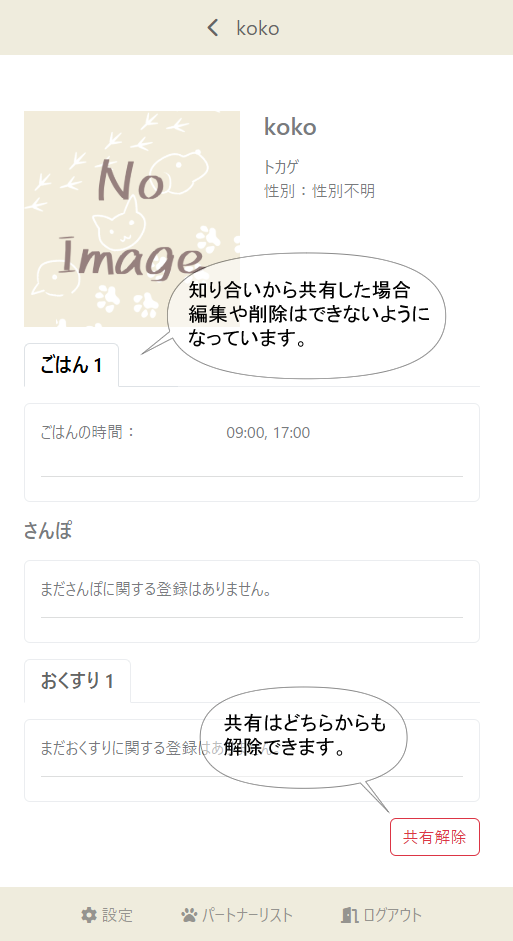 koko
No
Image
koko
トカゲ
性別：性別不明
知り合いから共有した場合
編集や削除はできないように
なっています。
ごはん 1
ごはんの時間： 09:00, 17:00
さんぽ
まださんぽに関する登録はありません。
おくすり 1
まだおくすりに関する登録はあ
共有はどちらからも
解除できます。
共有解除
設定 パートナーリスト ログアウト